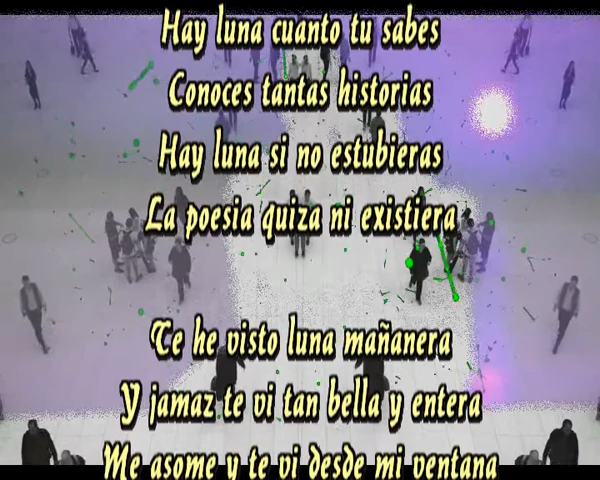 Hay luna cuanto tu sabes
Conoces tantas historias
Hay luna si no estubieras
La poesia quiza ni existiera
Te he visto luna mañanera
Y jamaz te vi tan bella y entera
Me asome y te vi desde mi ventana